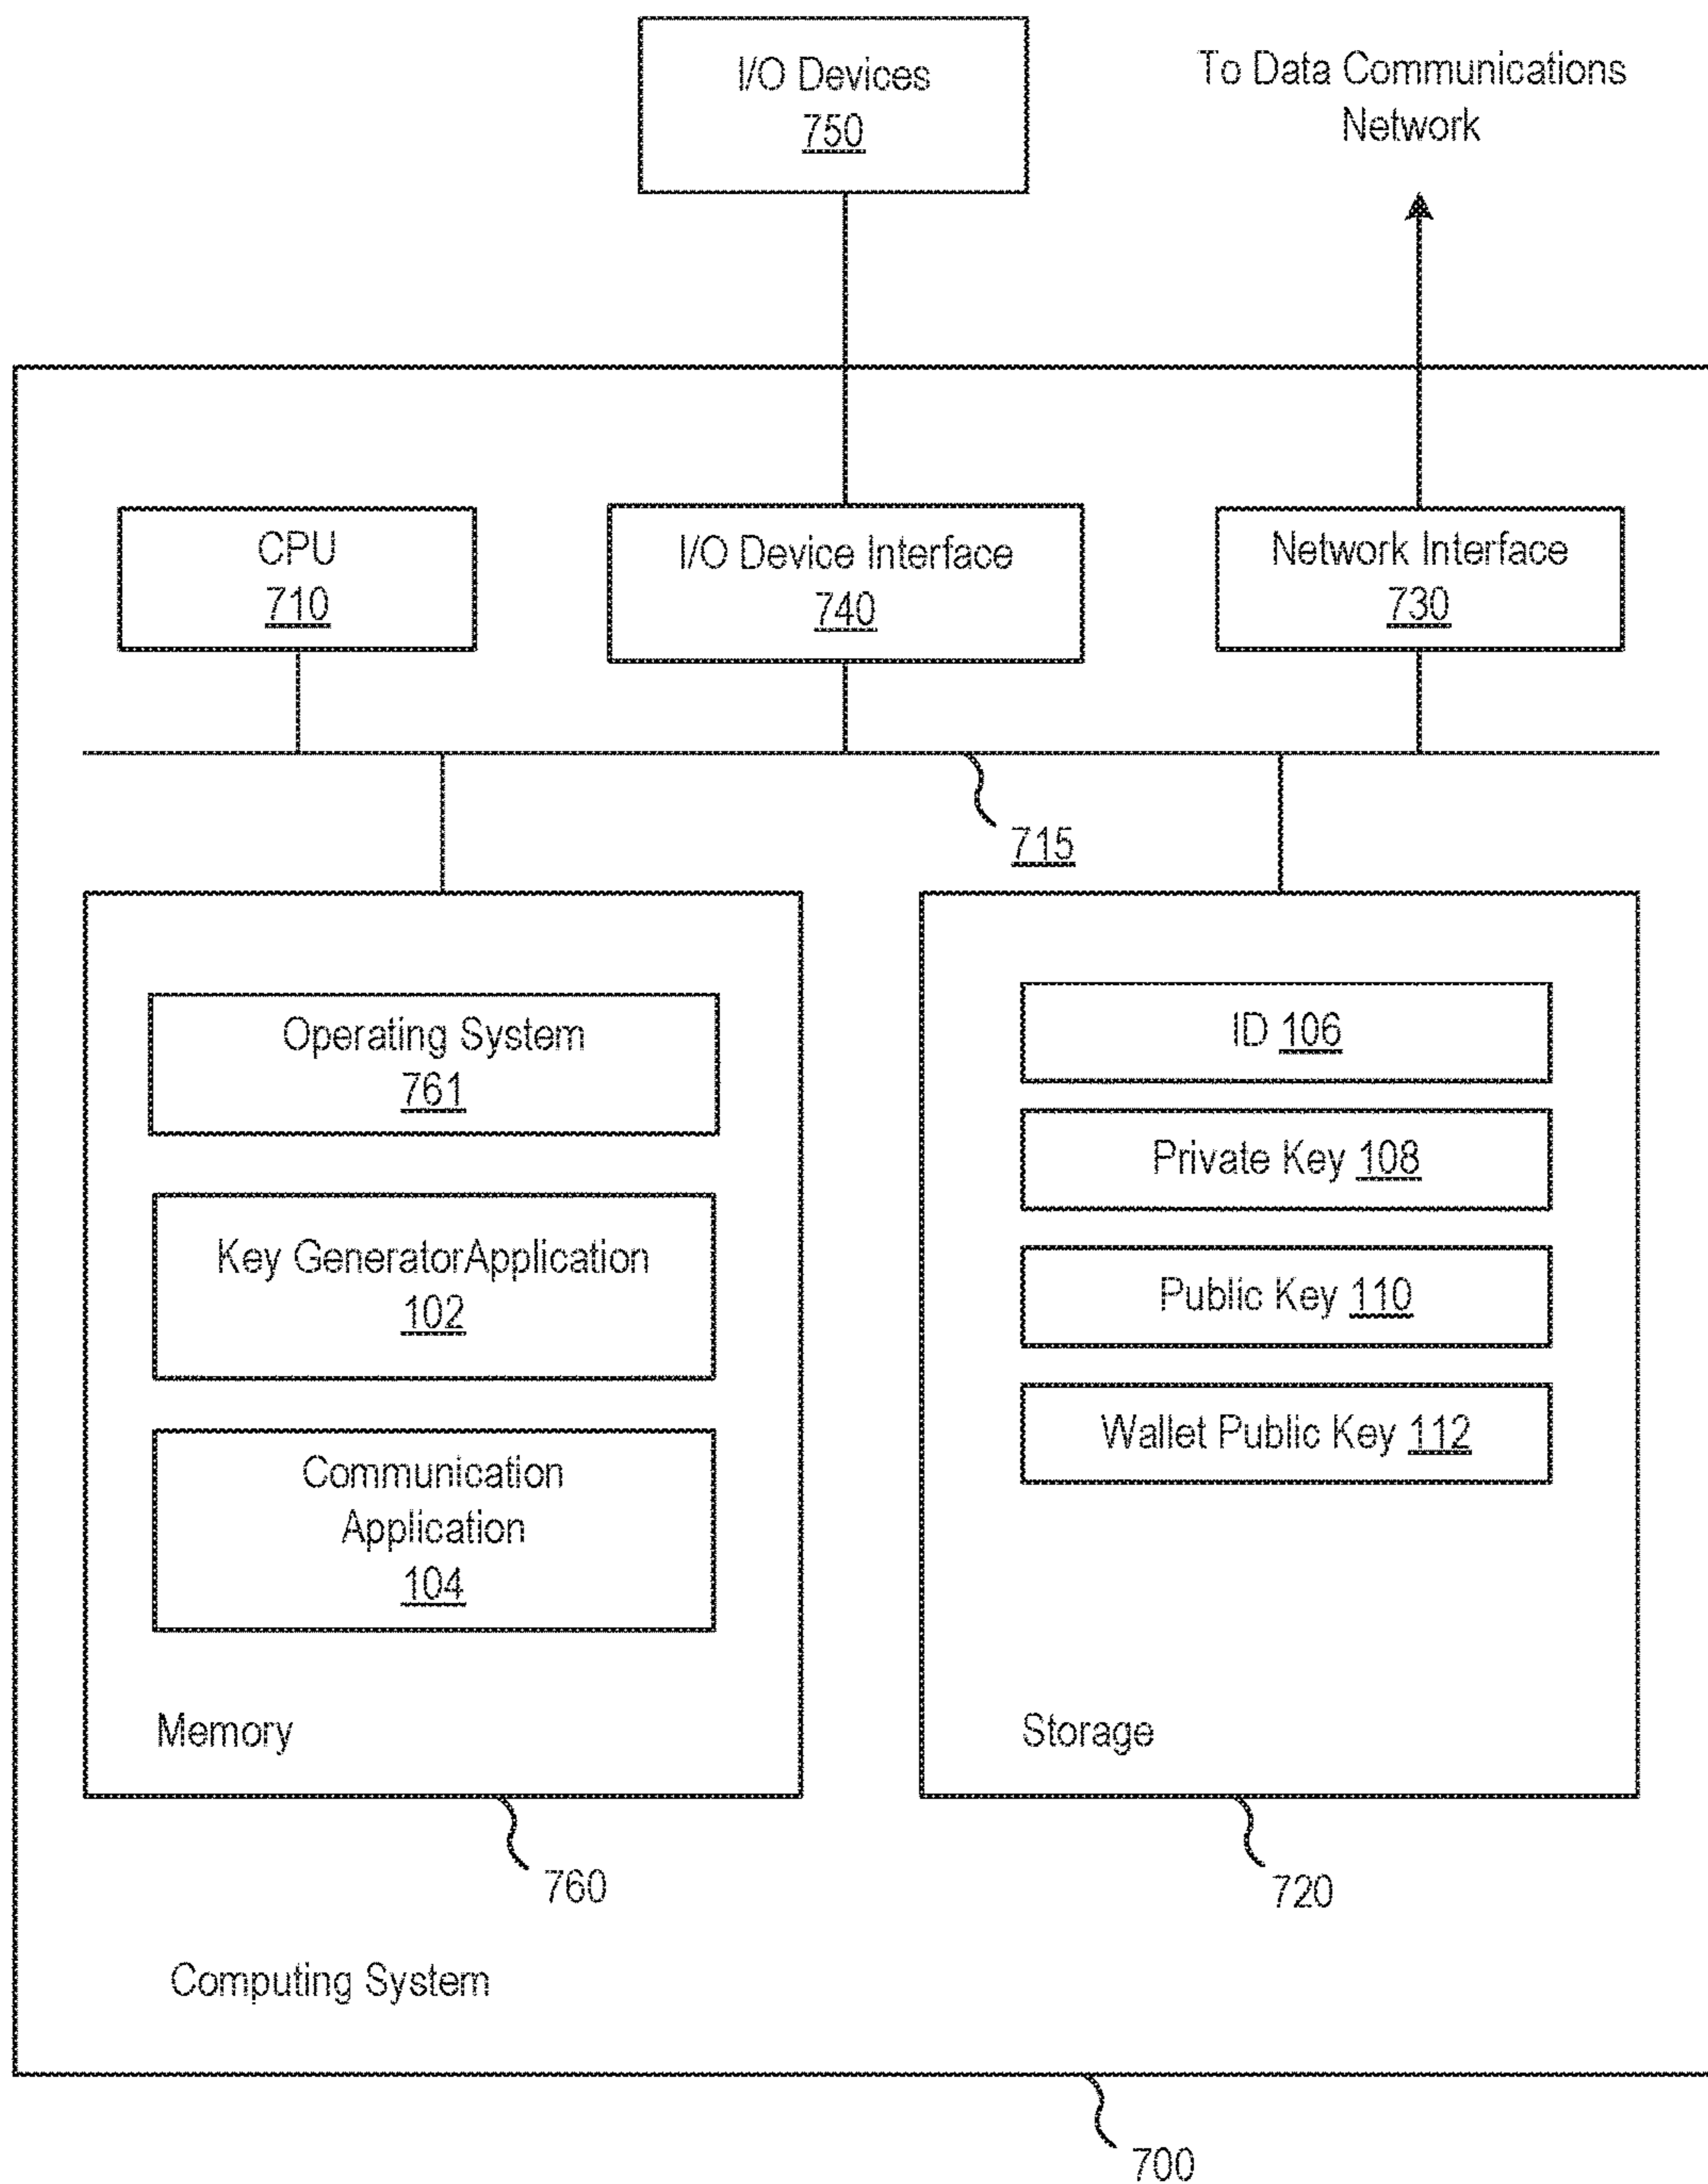 I/O Devices
750
To Data Communications
Network
CPU
710
I/O Device Interface
740
Network Interface
730
715
Operating System
761
Key GeneratorApplication
102
Communication
Application
104
Memory
760
ID 106
Private Key 108
Public Key 110
Wallet Public Key 112
Storage
720
Computing System
700